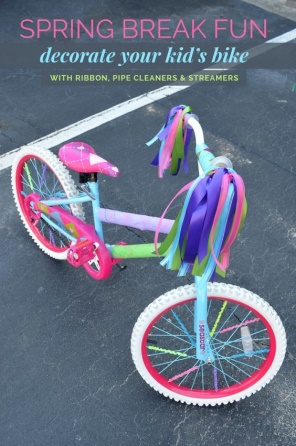 SPRING BREAK FUN
decorate your kid's bike
WITH RIBBON, PIPE CLEANERS & STREAMERS